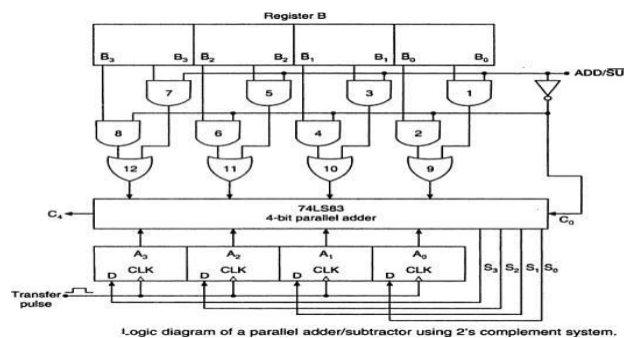 Register B
B3 B3 B2 B2 B1 B1 B0 B0
ADD/SU
7 5 3 1
8 6 4 2
12 11 10 9
74LS83
4-bit parallel adder
C4
C0
A3 A2 A1 A0
S3 S2 S1 S0
D CLK D CLK D CLK D CLK
Transfer
pulse
Logic diagram of a parallel adder/subtractor using 2's complement system.